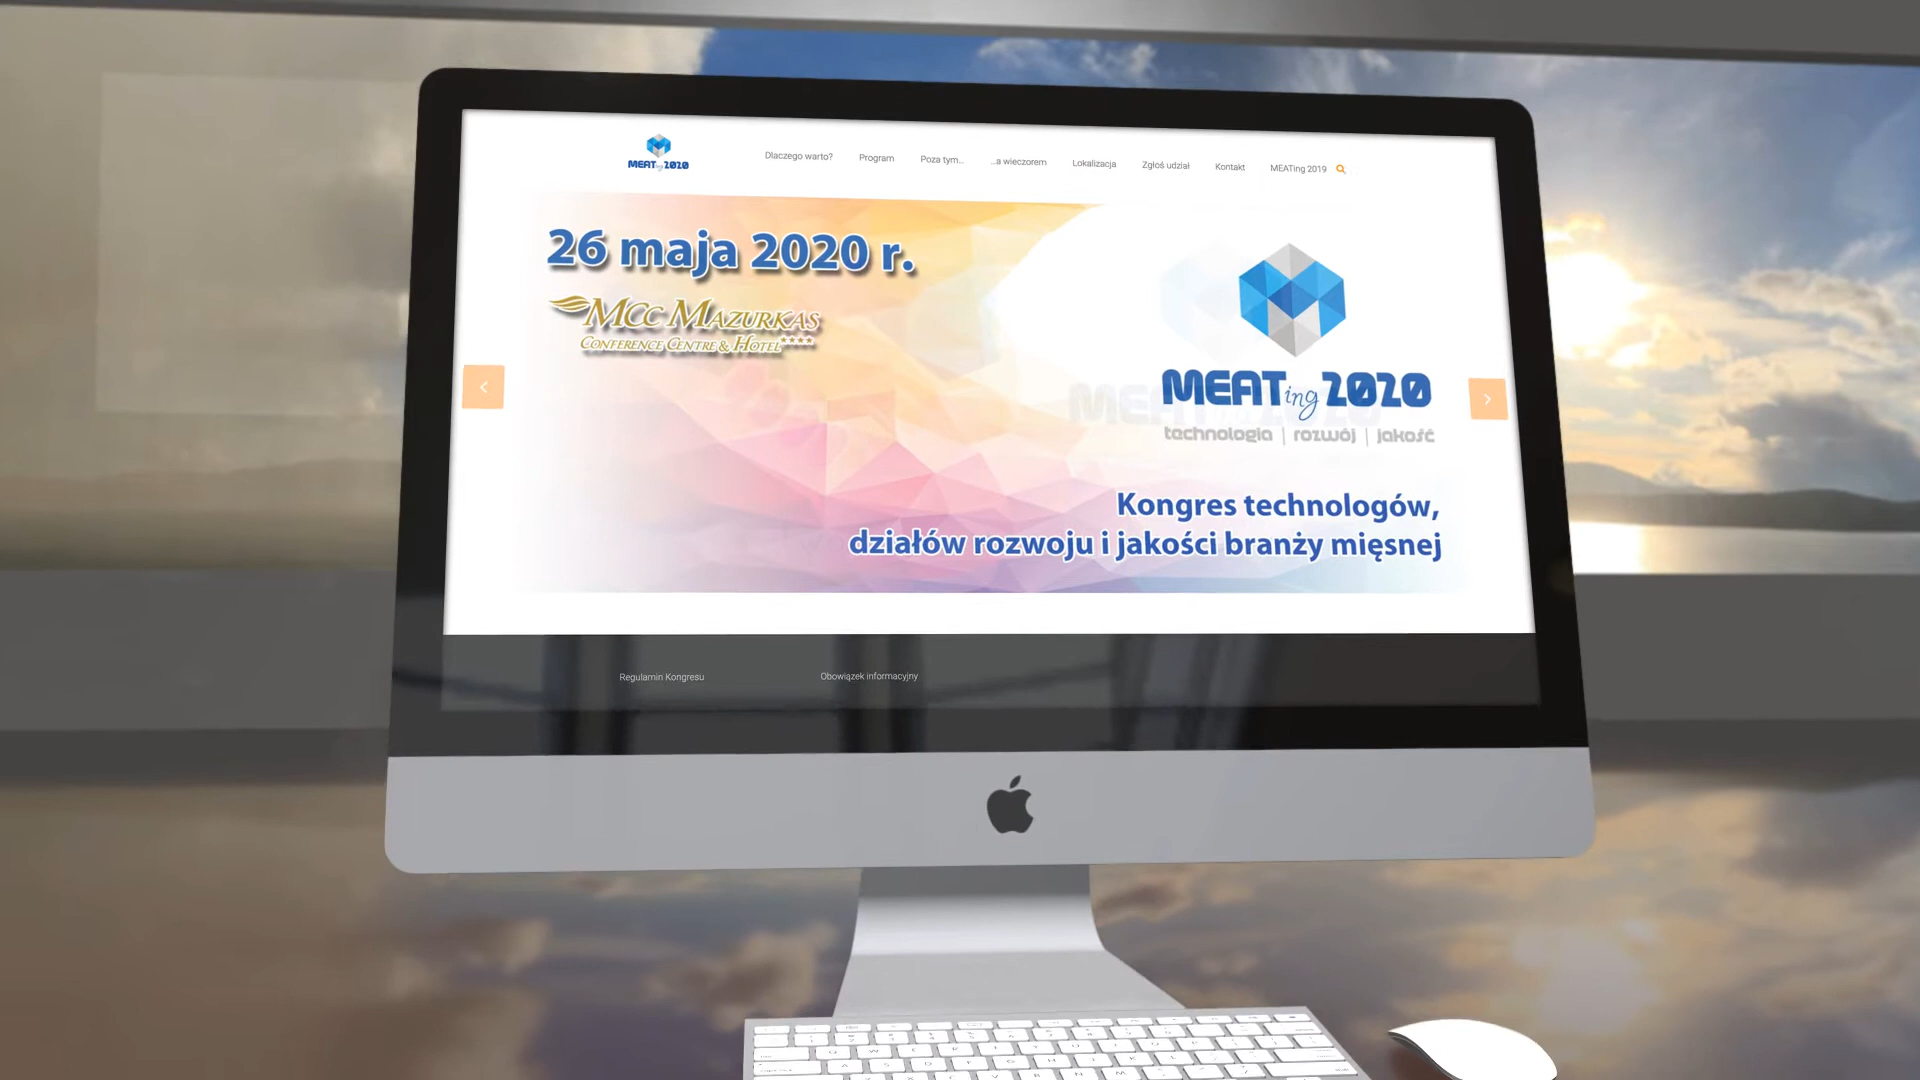 MEATing 2020
Dlaczego warto?
Program
Poza tym...
...a wieczorem
Lokalizacja
Zgłoś udział
Kontakt
MEATing 2019
26 maja 2020 r.
MCC MAZURKAS
CONFERENCE CENTRE & HOTEL****
MEATing 2020
technologia | rozwój | jakość
Kongres technologów,
działów rozwoju i jakości branży mięsnej
Regulamin Kongresu
Obowiązek informacyjny